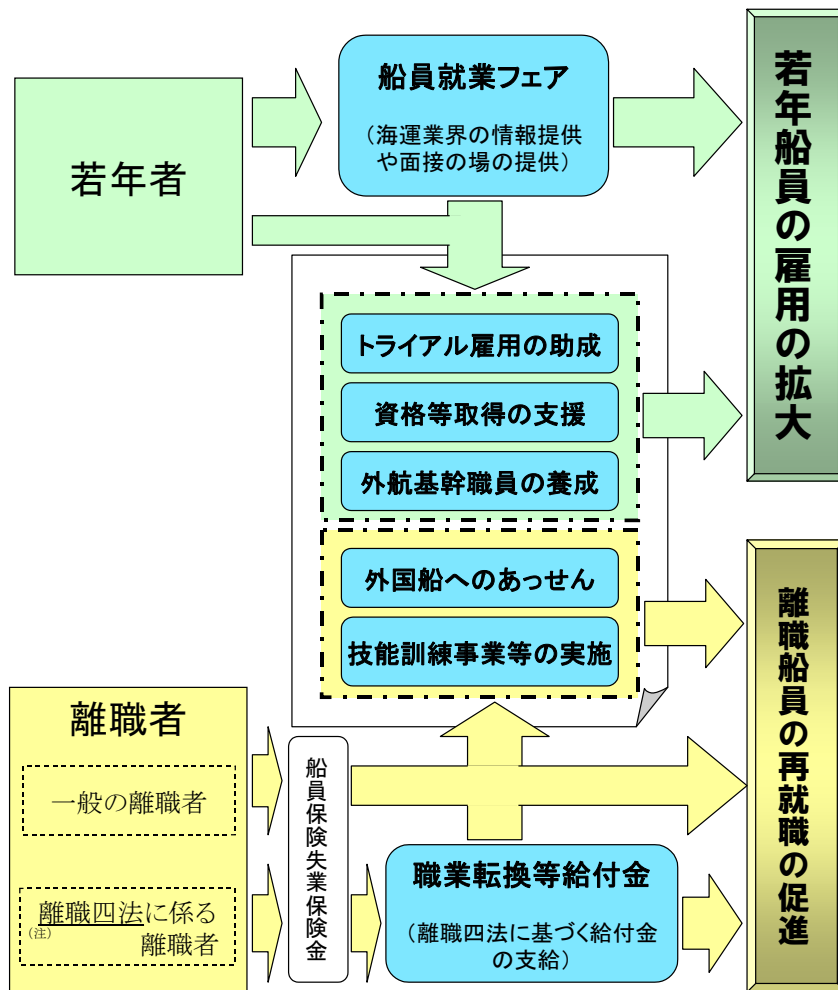 船員就業フェア
（海運業界の情報提供
や面接の場の提供）
若年者
若年船員の雇用の拡大
トライアル雇用の助成
資格等取得の支援
外航基幹職員の養成
外国船へのあっせん
技能訓練事業等の実施
離職船員の再就職の促進
離職者
一般の離職者
離職四法に係る
（注）
離職者
船員保険失業保険金
職業転換等給付金
（離職四法に基づく給付金
の支給）